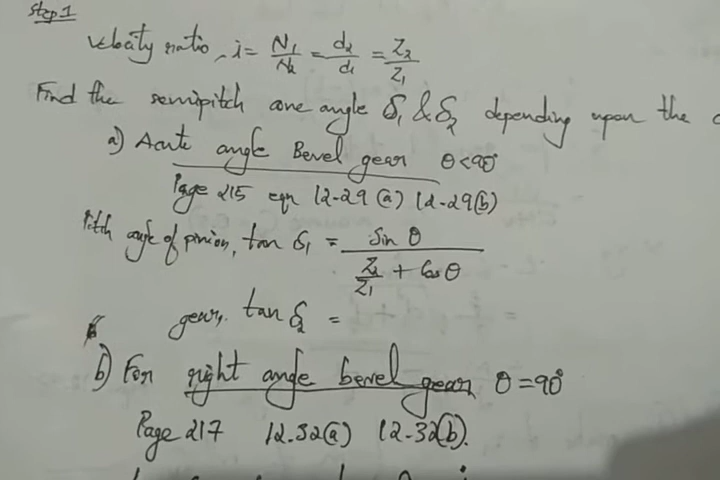 Step 1
Velocity ratio, i = N1/N2 = d2/d1 = Z2/Z1
Find the semipitch cone angle δ1 & δ2 depending upon the
a) Acute angle Bevel gear θ<90°
Page 215 eqn 12-29 (a) 12-29(b)
Pitch angle of pinion, tan δ1 = Sin θ / (Z2/Z1 + Cos θ)
gear, tan δ2 =
b) For right angle bevel gear θ = 90°
Page 217 12.32(a) 12-32(b).